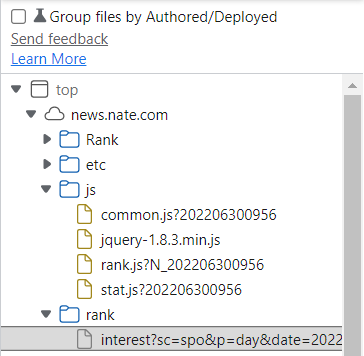 Group files by Authored/Deployed
Send feedback
Learn More
top
news.nate.com
Rank
etc
js
common.js?202206300956
jquery-1.8.3.min.js
rank.js?N_202206300956
stat.js?202206300956
rank
interest?sc=spo&p=day&date=2022